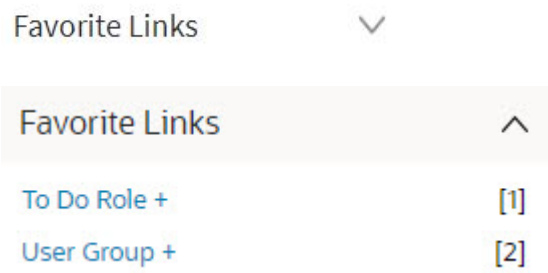 Favorite Links
Favorite Links
To Do Role + [1]
User Group + [2]